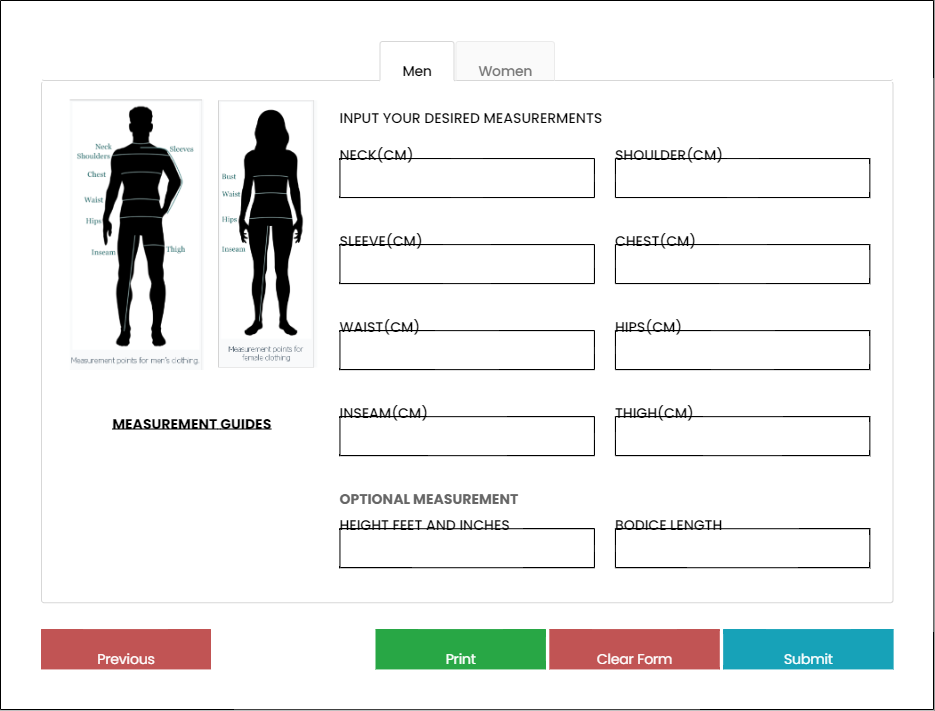 Men
Women
Neck
Shoulders
Sleeves
Chest
Waist
Hips
Inseam
Thigh
Measurement points for men's clothing.
Bust
Waist
Hips
Inseam
Measurement points for
female clothing
MEASUREMENT GUIDES
INPUT YOUR DESIRED MEASURERMENTS
NECK(CM)
SHOULDER(CM)
SLEEVE(CM)
CHEST(CM)
WAIST(CM)
HIPS(CM)
INSEAM(CM)
THIGH(CM)
OPTIONAL MEASUREMENT
HEIGHT FEET AND INCHES
BODICE LENGTH
Previous
Print
Clear Form
Submit